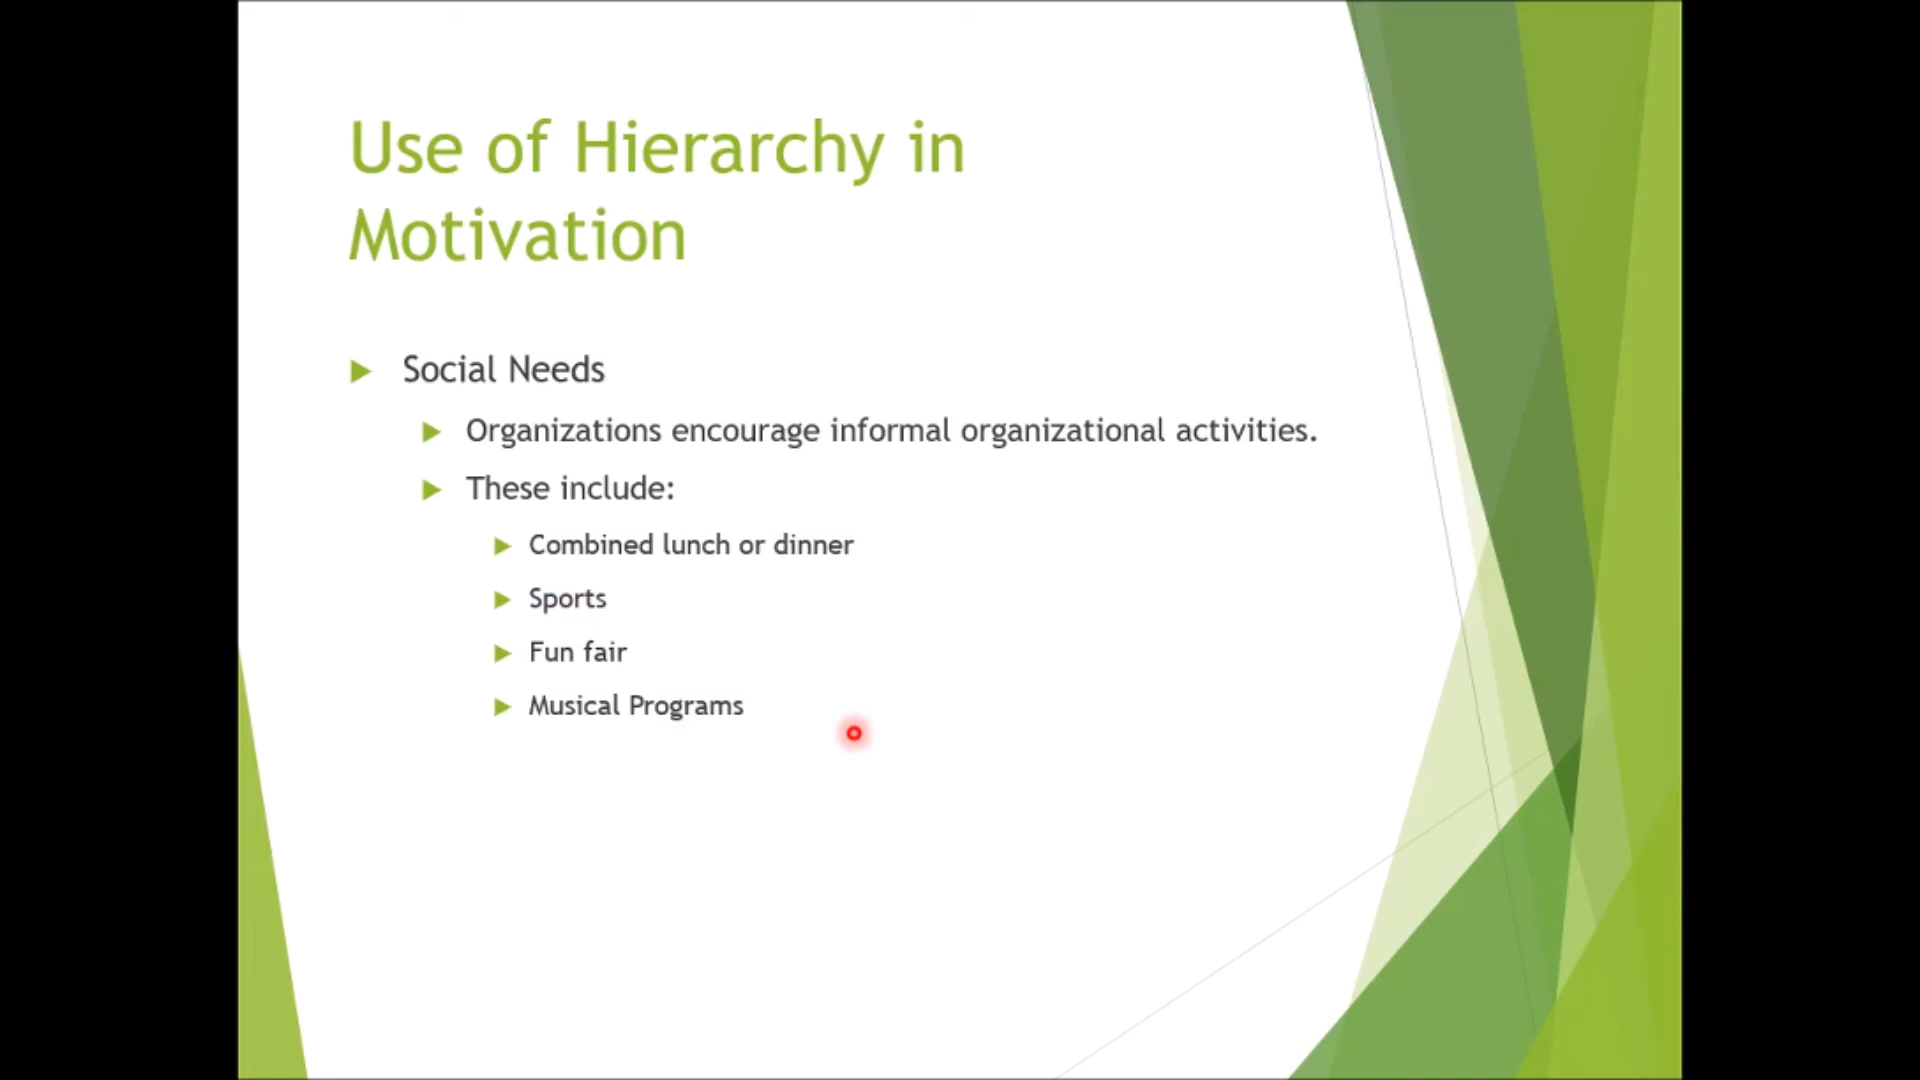 Use of Hierarchy in
Motivation
Social Needs
Organizations encourage informal organizational activities.
These include:
Combined lunch or dinner
Sports
Fun fair
Musical Programs